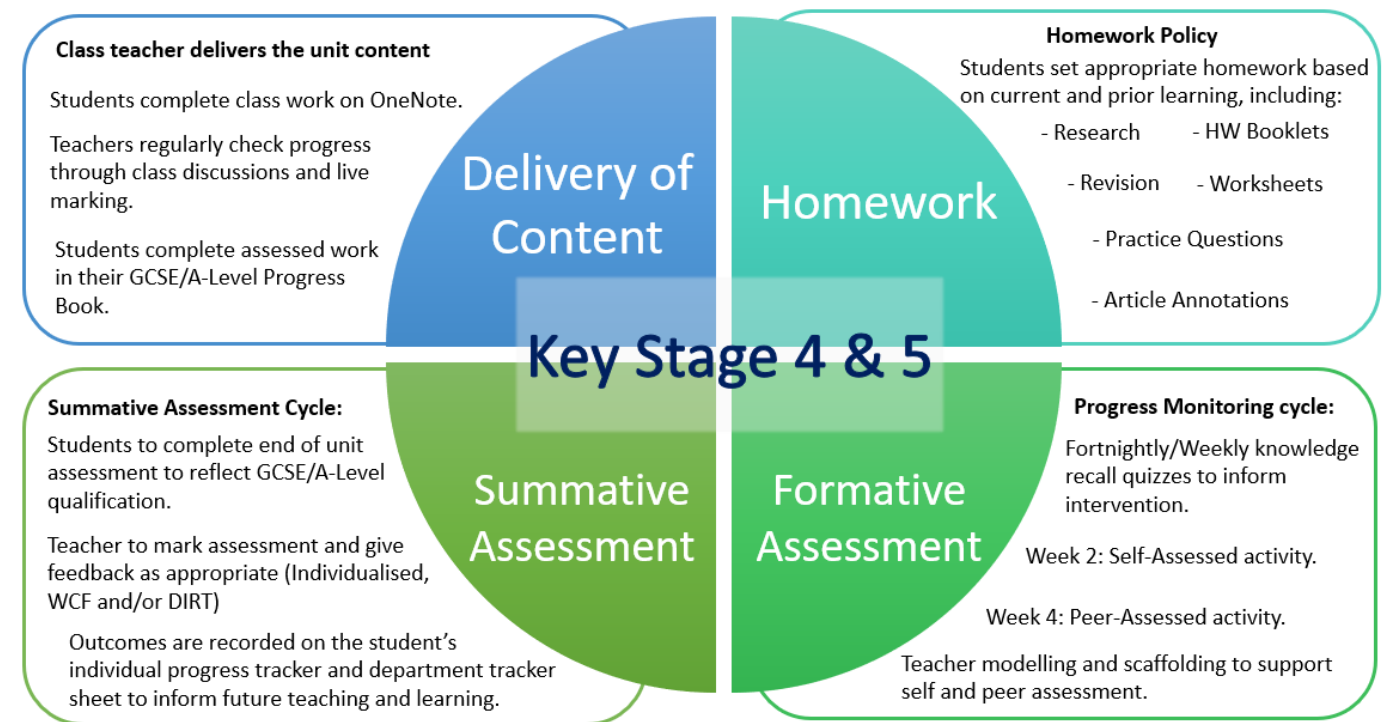 Class teacher delivers the unit content
Students complete class work on OneNote.
Teachers regularly check progress
through class discussions and live
marking.
Students complete assessed work
in their GCSE/A-Level Progress
Book.
Delivery of
Content
Homework
Homework Policy
Students set appropriate homework based
on current and prior learning, including:
- Research - HW Booklets
- Revision - Worksheets
- Practice Questions
- Article Annotations
Key Stage 4 & 5
Summative Assessment Cycle:
Students to complete end of unit
assessment to reflect GCSE/A-Level
qualification.
Teacher to mark assessment and give
feedback as appropriate (Individualised,
WCF and/or DIRT)
Outcomes are recorded on the student’s
individual progress tracker and department tracker
sheet to inform future teaching and learning.
Summative
Assessment
Formative
Assessment
Progress Monitoring cycle:
Fortnightly/Weekly knowledge
recall quizzes to inform
intervention.
Week 2: Self-Assessed activity.
Week 4: Peer-Assessed activity.
Teacher modelling and scaffolding to support
self and peer assessment.